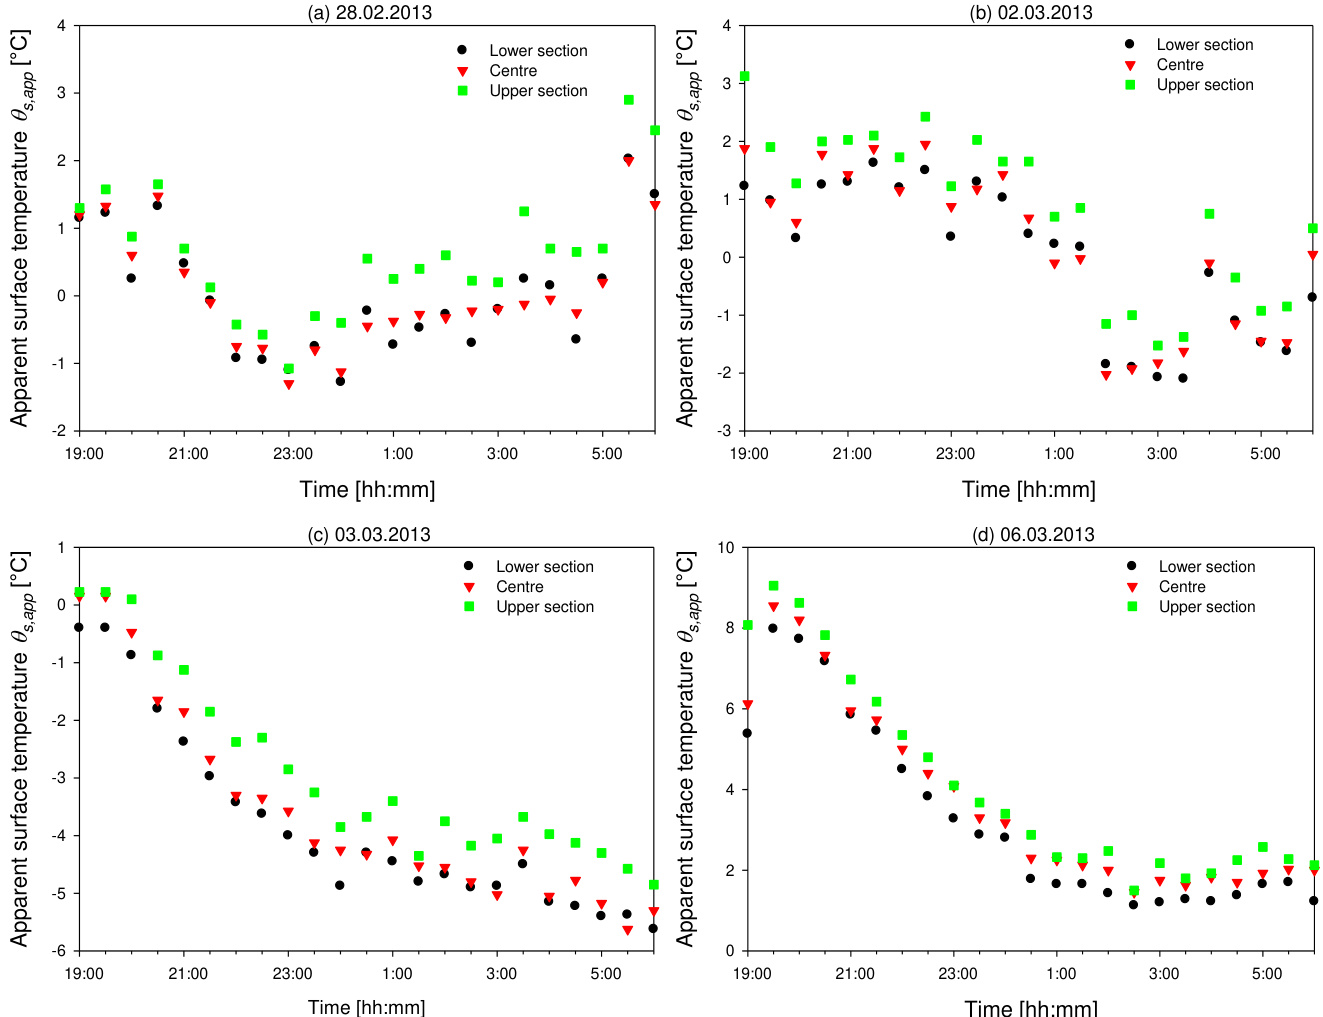 (a) 28.02.2013
Apparent surface temperature θs,app [°C]
4
3
2
1
0
-1
-2
Lower section
Centre
Upper section
19:00 21:00 23:00 1:00 3:00 5:00
Time [hh:mm]
(b) 02.03.2013
Apparent surface temperature θs,app [°C]
4
3
2
1
0
-1
-2
-3
Lower section
Centre
Upper section
19:00 21:00 23:00 1:00 3:00 5:00
Time [hh:mm]
(c) 03.03.2013
Apparent surface temperature θs,app [°C]
1
0
-1
-2
-3
-4
-5
-6
Lower section
Centre
Upper section
19:00 21:00 23:00 1:00 3:00 5:00
Time [hh:mm]
(d) 06.03.2013
Apparent surface temperature θs,app [°C]
10
8
6
4
2
0
Lower section
Centre
Upper section
19:00 21:00 23:00 1:00 3:00 5:00
Time [hh:mm]